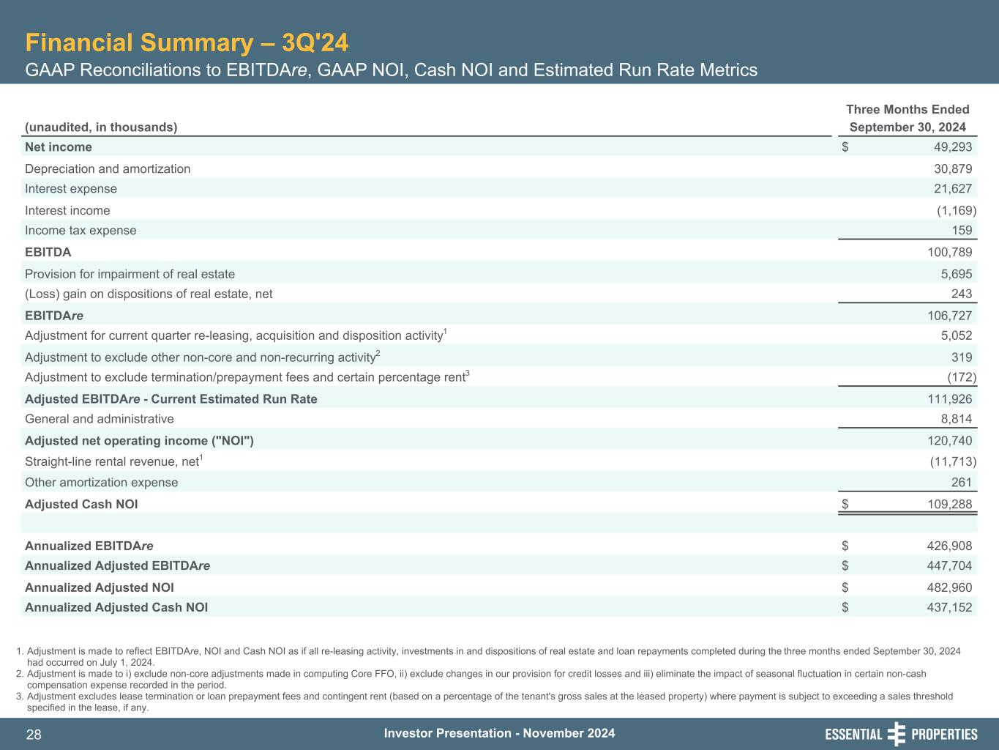 Financial Summary – 3Q'24
GAAP Reconciliations to EBITDAre, GAAP NOI, Cash NOI and Estimated Run Rate Metrics
Three Months Ended
(unaudited, in thousands) September 30, 2024
Net income $ 49,293
Depreciation and amortization 30,879
Interest expense 21,627
Interest income (1,169)
Income tax expense 159
EBITDA 100,789
Provision for impairment of real estate 5,695
(Loss) gain on dispositions of real estate, net 243
EBITDAre 106,727
Adjustment for current quarter re-leasing, acquisition and disposition activity1 5,052
Adjustment to exclude other non-core and non-recurring activity2 319
Adjustment to exclude termination/prepayment fees and certain percentage rent3 (172)
Adjusted EBITDAre - Current Estimated Run Rate 111,926
General and administrative 8,814
Adjusted net operating income ("NOI") 120,740
Straight-line rental revenue, net1 (11,713)
Other amortization expense 261
Adjusted Cash NOI $ 109,288
Annualized EBITDAre $ 426,908
Annualized Adjusted EBITDAre $ 447,704
Annualized Adjusted NOI $ 482,960
Annualized Adjusted Cash NOI $ 437,152
1. Adjustment is made to reflect EBITDAre, NOI and Cash NOI as if all re-leasing activity, investments in and dispositions of real estate and loan repayments completed during the three months ended September 30, 2024
had occurred on July 1, 2024.
2. Adjustment is made to i) exclude non-core adjustments made in computing Core FFO, ii) exclude changes in our provision for credit losses and iii) eliminate the impact of seasonal fluctuation in certain non-cash
compensation expense recorded in the period.
3. Adjustment excludes lease termination or loan prepayment fees and contingent rent (based on a percentage of the tenant's gross sales at the leased property) where payment is subject to exceeding a sales threshold
specified in the lease, if any.
28 Investor Presentation - November 2024 ESSENTIAL PROPERTIES